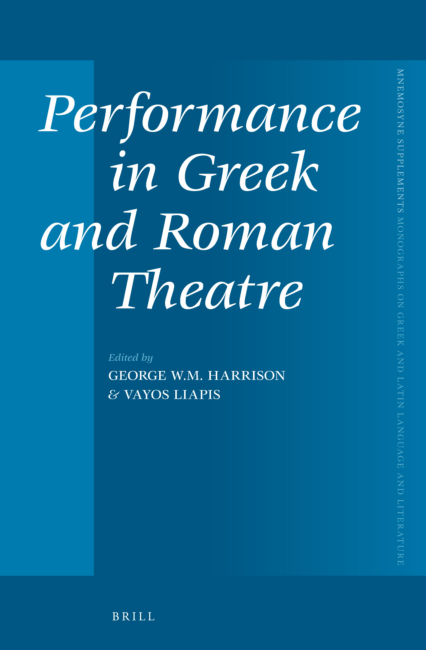 Performance
in Greek
and Roman
Theatre
Edited by
GEORGE W.M. HARRISON
& VAYOS LIAPIS
BRILL
MNEMOSYNE SUPPLEMENTS MONOGRAPHS ON GREEK AND LATIN LANGUAGE AND LITERATURE